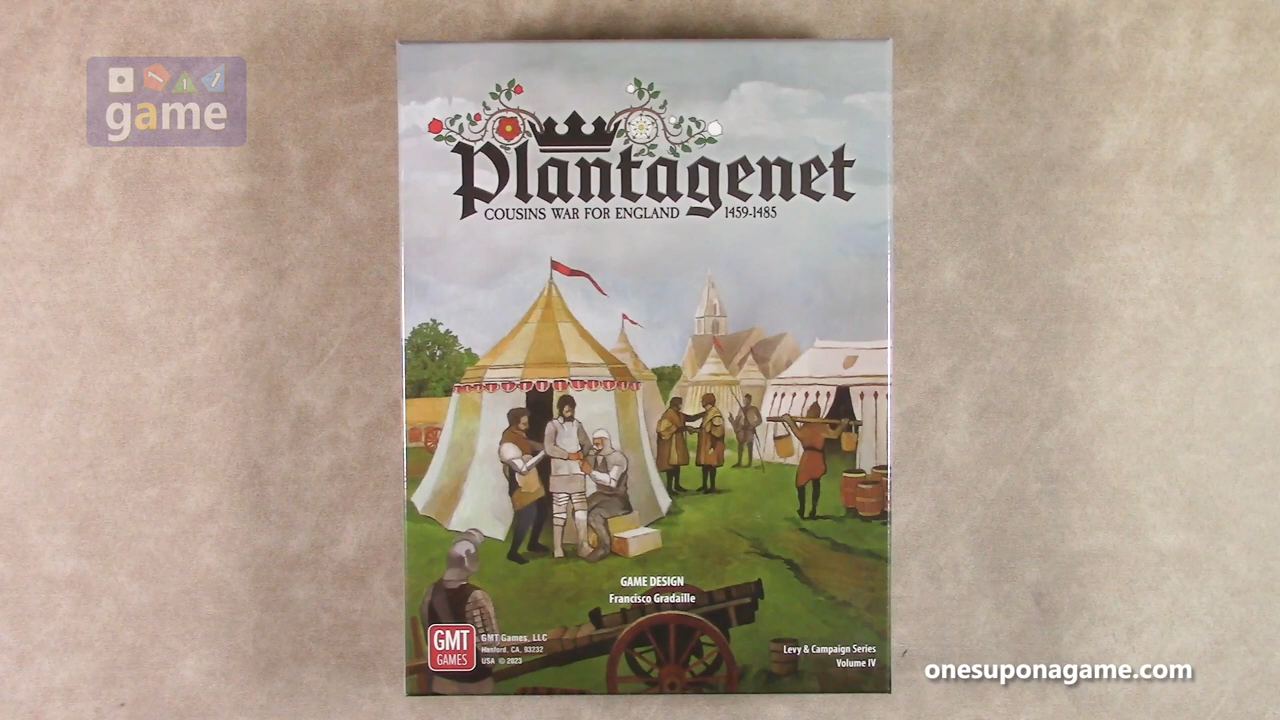 game
Plantagenet
COUSINS WAR FOR ENGLAND 1459-1485
GAME DESIGN
Francisco Gradaille
GMT
GAMES
GMT Games, LLC
Hanford, CA, 93232
USA © 2023
Levy & Campaign Series
Volume IV
onesuponagame.com